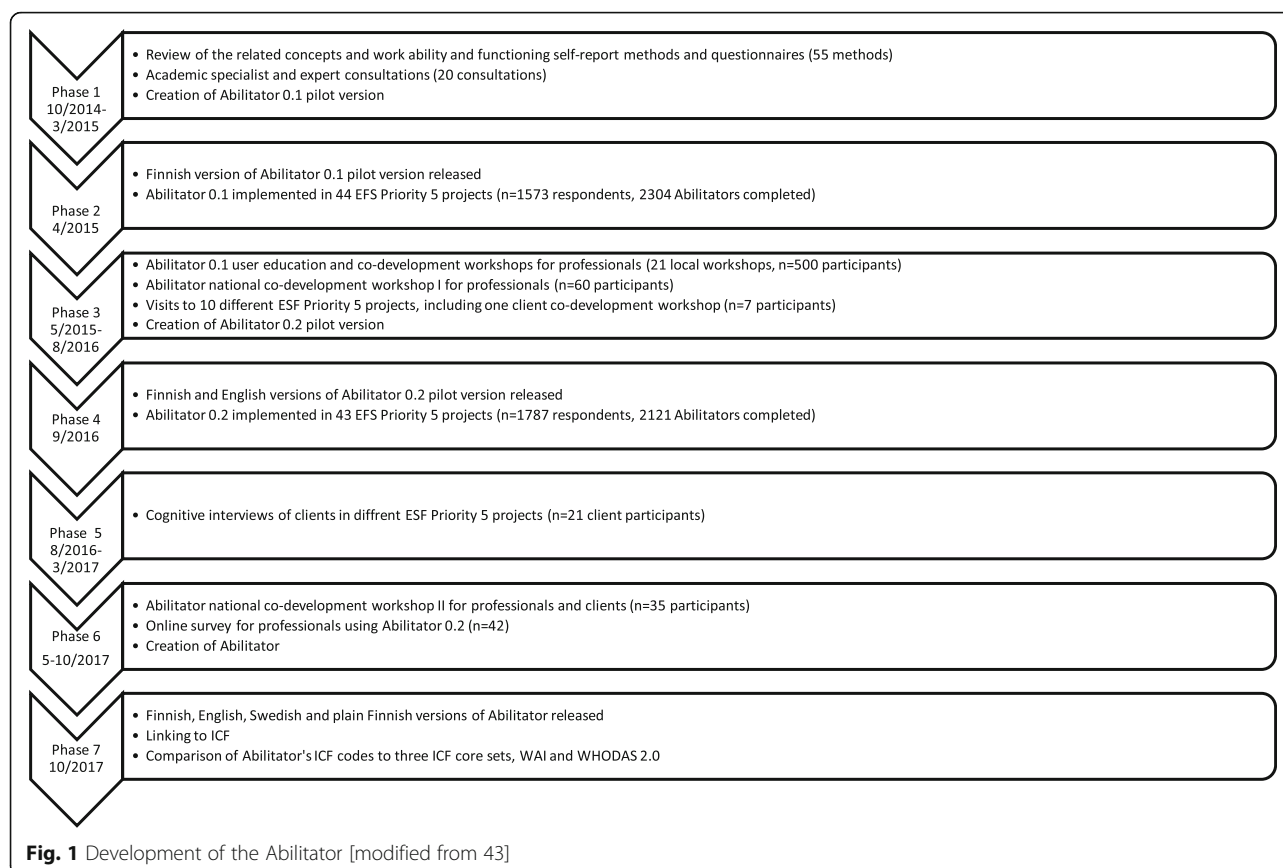 Phase 1
10/2014-
3/2015
• Review of the related concepts and work ability and functioning self-report methods and questionnaires (55 methods)
• Academic specialist and expert consultations (20 consultations)
• Creation of Abilitator 0.1 pilot version
Phase 2
4/2015
• Finnish version of Abilitator 0.1 pilot version released
• Abilitator 0.1 implemented in 44 EFS Priority 5 projects (n=1573 respondents, 2304 Abilitators completed)
Phase 3
5/2015-
8/2016
• Abilitator 0.1 user education and co-development workshops for professionals (21 local workshops, n=500 participants)
• Abilitator national co-development workshop I for professionals (n=60 participants)
• Visits to 10 different ESF Priority 5 projects, including one client co-development workshop (n=7 participants)
• Creation of Abilitator 0.2 pilot version
Phase 4
9/2016
• Finnish and English versions of Abilitator 0.2 pilot version released
• Abilitator 0.2 implemented in 43 EFS Priority 5 projects (n=1787 respondents, 2121 Abilitators completed)
Phase 5
8/2016-
3/2017
• Cognitive interviews of clients in diffrent ESF Priority 5 projects (n=21 client participants)
Phase 6
5-10/2017
• Abilitator national co-development workshop II for professionals and clients (n=35 participants)
• Online survey for professionals using Abilitator 0.2 (n=42)
• Creation of Abilitator
Phase 7
10/2017
• Finnish, English, Swedish and plain Finnish versions of Abilitator released
• Linking to ICF
• Comparison of Abilitator's ICF codes to three ICF core sets, WAI and WHODAS 2.0
Fig. 1 Development of the Abilitator [modified from 43]